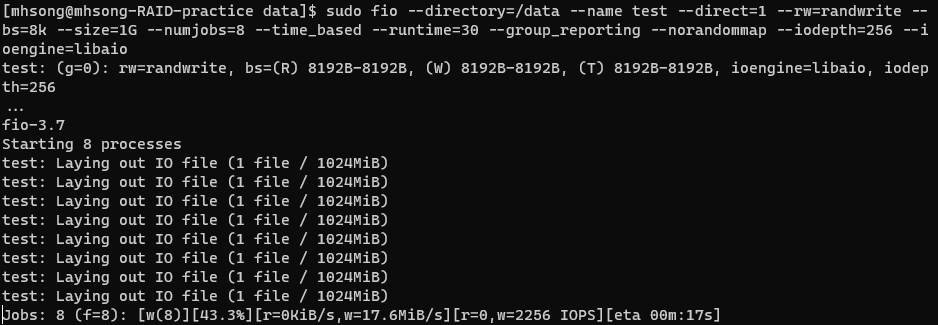 [mhsong@mhsong-RAID-practice data]$ sudo fio --directory=/data --name test --direct=1 --rw=randwrite --
bs=8k --size=1G --numjobs=8 --time_based --runtime=30 --group_reporting --norandommap --iodepth=256 --i
oengine=libaio
test: (g=0): rw=randwrite, bs=(R) 8192B-8192B, (W) 8192B-8192B, (T) 8192B-8192B, ioengine=libaio, iodep
th=256
...
fio-3.7
Starting 8 processes
test: Laying out IO file (1 file / 1024MiB)
test: Laying out IO file (1 file / 1024MiB)
test: Laying out IO file (1 file / 1024MiB)
test: Laying out IO file (1 file / 1024MiB)
test: Laying out IO file (1 file / 1024MiB)
test: Laying out IO file (1 file / 1024MiB)
test: Laying out IO file (1 file / 1024MiB)
test: Laying out IO file (1 file / 1024MiB)
Jobs: 8 (f=8): [w(8)][43.3%][r=0KiB/s,w=17.6MiB/s][r=0,w=2256 IOPS][eta 00m:17s]